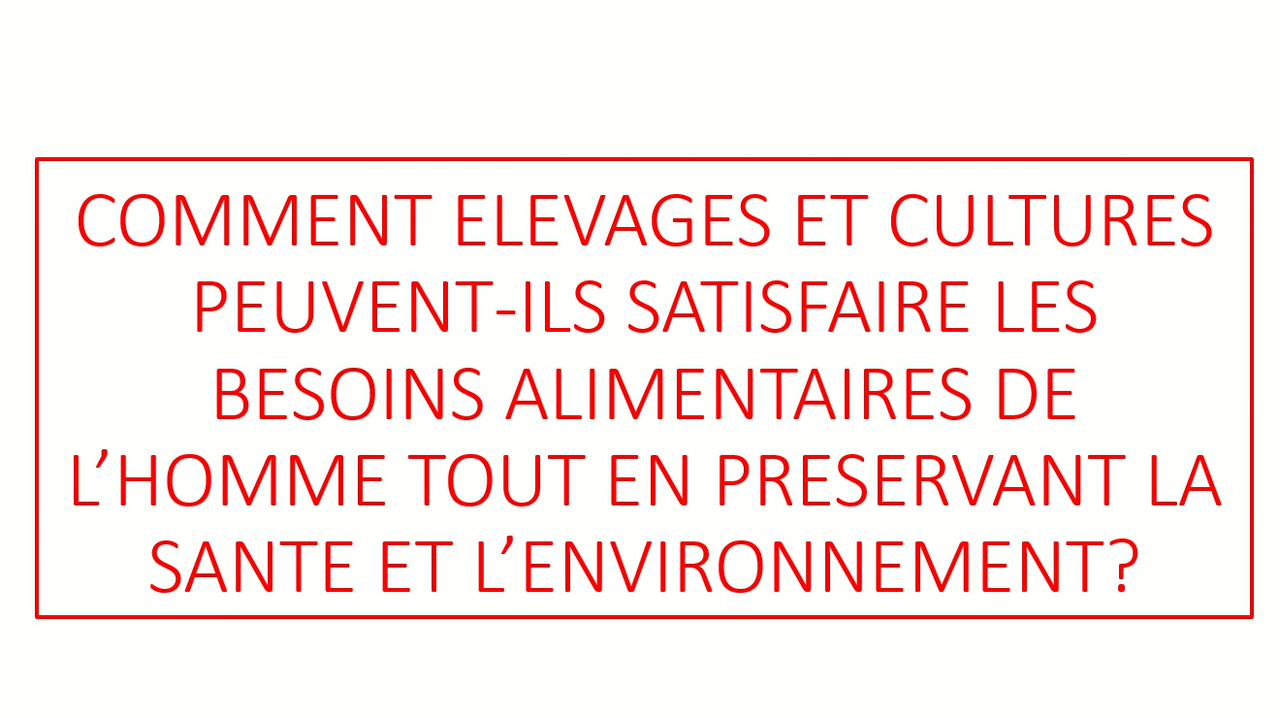 COMMENT ELEVAGES ET CULTURES
PEUVENT-ILS SATISFAIRE LES
BESOINS ALIMENTAIRES DE
L’HOMME TOUT EN PRESERVANT LA
SANTE ET L’ENVIRONNEMENT?